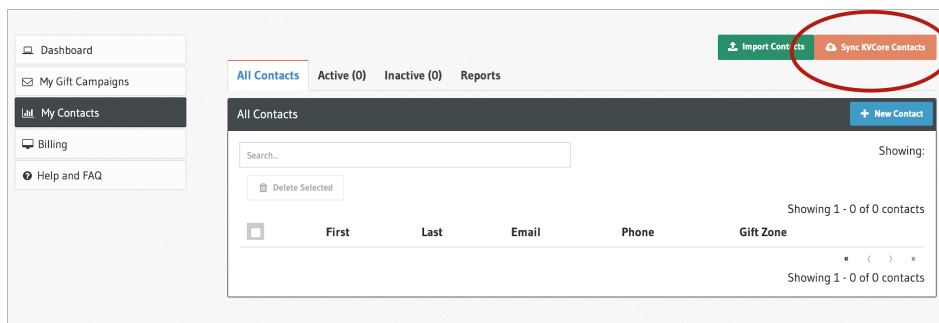 Dashboard
My Gift Campaigns
My Contacts
Billing
Help and FAQ
Import Contacts
Sync KVCore Contacts
All Contacts
Active (0)
Inactive (0)
Reports
All Contacts
+ New Contact
Search...
Showing:
Delete Selected
Showing 1 - 0 of 0 contacts
First Last Email Phone Gift Zone
« ‹ › »
Showing 1 - 0 of 0 contacts